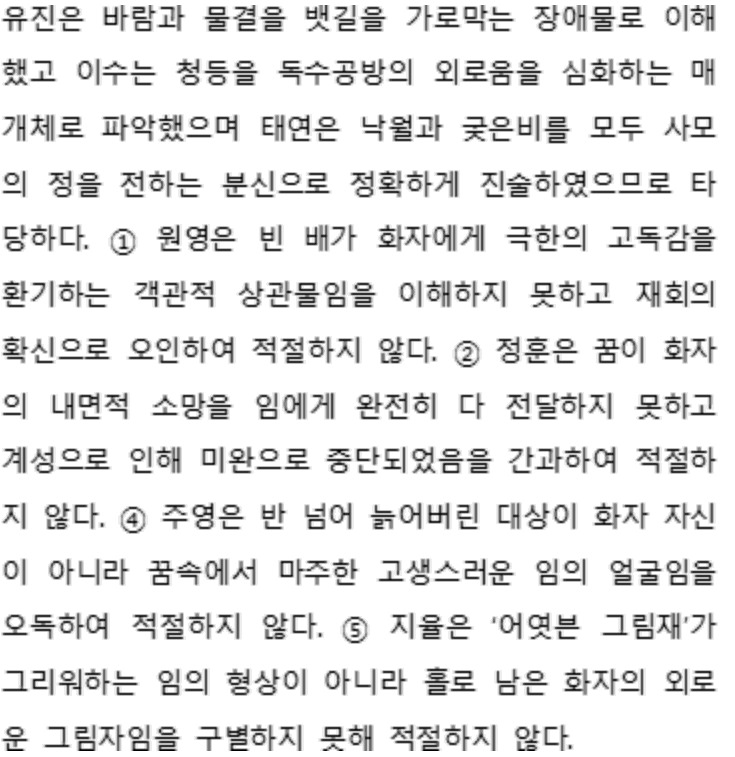 유진은 바람과 물결을 뱃길을 가로막는 장애물로 이해
했고 이수는 청등을 독수공방의 외로움을 심화하는 매
개체로 파악했으며 태연은 낙월과 궂은비를 모두 사모
의 정을 전하는 분신으로 정확하게 진술하였으므로 타
당하다. ① 원영은 빈 배가 화자에게 극한의 고독감을
환기하는 객관적 상관물임을 이해하지 못하고 재회의
확신으로 오인하여 적절하지 않다. ② 정훈은 꿈이 화자
의 내면적 소망을 임에게 완전히 다 전달하지 못하고
계성으로 인해 미완으로 중단되었음을 간과하여 적절하
지 않다. ④ 주영은 반 넘어 늙어버린 대상이 화자 자신
이 아니라 꿈속에서 마주한 고생스러운 임의 얼굴임을
오독하여 적절하지 않다. ⑤ 지율은 ‘어엿븐 그림재’가
그리워하는 임의 형상이 아니라 홀로 남은 화자의 외로
운 그림자임을 구별하지 못해 적절하지 않다.